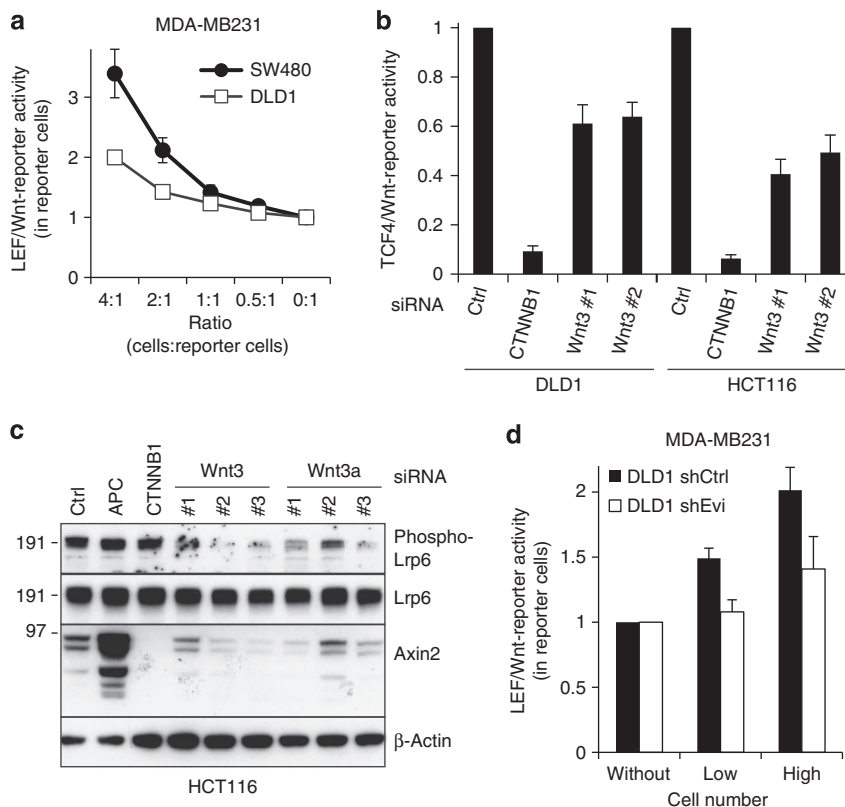 a
MDA-MB231
LEF/Wnt-reporter activity
(in reporter cells)
3
2
1
0
SW480
DLD1
4:1 2:1 1:1 0.5:1 0:1
Ratio
(cells:reporter cells)
b
TCF4/Wnt-reporter activity
1
0.8
0.6
0.4
0.2
0
siRNA
Ctrl CTNNB1 Wnt3 #1 Wnt3 #2 Ctrl CTNNB1 Wnt3 #1 Wnt3 #2
DLD1 HCT116
c
Ctrl APC CTNNB1 Wnt3 Wnt3a siRNA
#1 #2 #3 #1 #2 #3
191 Phospho-
Lrp6
191 Lrp6
97
Axin2
β-Actin
HCT116
d
MDA-MB231
LEF/Wnt-reporter activity
(in reporter cells)
2
1.5
1
0.5
0
DLD1 shCtrl
DLD1 shEvi
Without Low High
Cell number